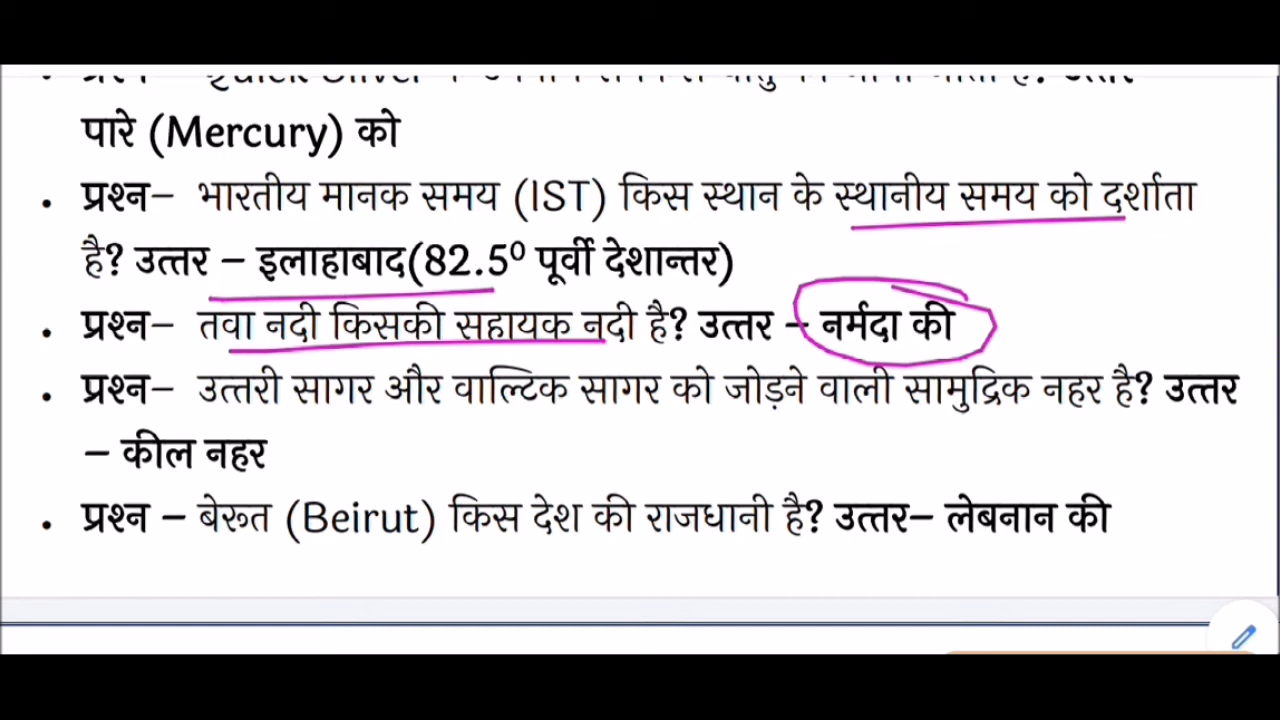 पारे (Mercury) को
• प्रश्न– भारतीय मानक समय (IST) किस स्थान के स्थानीय समय को दर्शाता
है? उत्तर – इलाहाबाद(82.5⁰ पूर्वी देशान्तर)
• प्रश्न– तवा नदी किसकी सहायक नदी है? उत्तर – नर्मदा की
• प्रश्न– उत्तरी सागर और वाल्टिक सागर को जोड़ने वाली सामुद्रिक नहर है? उत्तर
– कील नहर
• प्रश्न – बेरूत (Beirut) किस देश की राजधानी है? उत्तर– लेबनान की